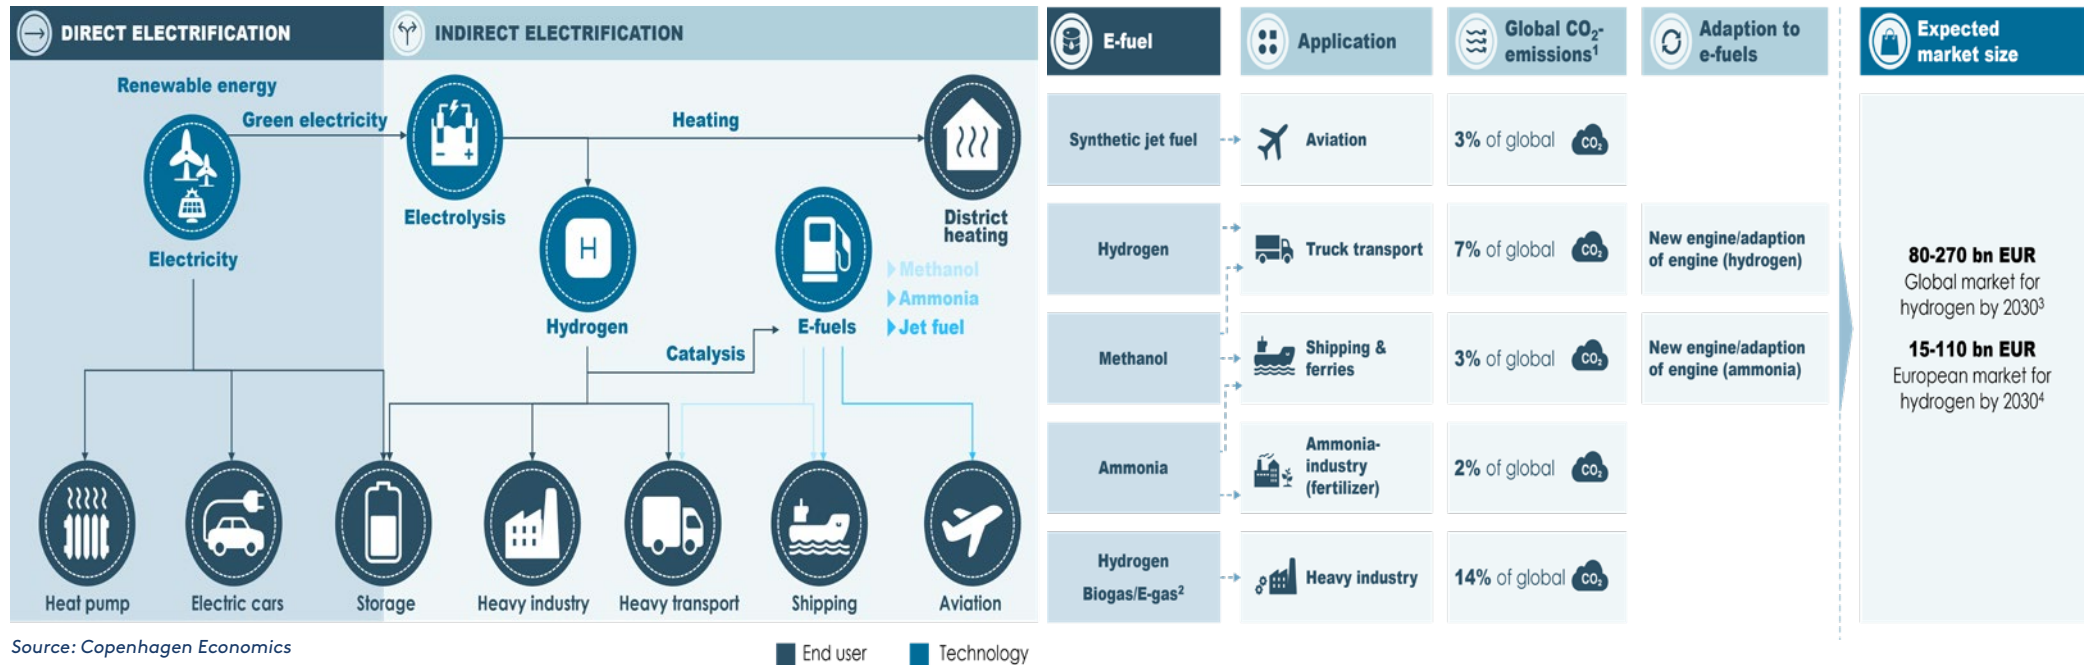 DIRECT ELECTRIFICATION
INDIRECT ELECTRIFICATION
Renewable energy
Green electricity
Heating
Electricity
Electrolysis
− +
H
Hydrogen
E-fuels
District
heating
Methanol
Ammonia
Jet fuel
Catalysis
Heat pump
Electric cars
Storage
Heavy industry
Heavy transport
Shipping
Aviation
Source: Copenhagen Economics
End user
Technology
E-fuel
Application
Global CO₂-
emissions¹
Adaption to
e-fuels
Expected
market size
Synthetic jet fuel
Aviation
3% of global CO₂
Hydrogen
Truck transport
7% of global CO₂
New engine/adaption
of engine (hydrogen)
Methanol
Shipping &
ferries
3% of global CO₂
New engine/adaption
of engine (ammonia)
Ammonia
Ammonia-
industry
(fertilizer)
2% of global CO₂
Hydrogen
Biogas/E-gas²
Heavy industry
14% of global CO₂
80-270 bn EUR
Global market for
hydrogen by 2030³
15-110 bn EUR
European market for
hydrogen by 2030⁴